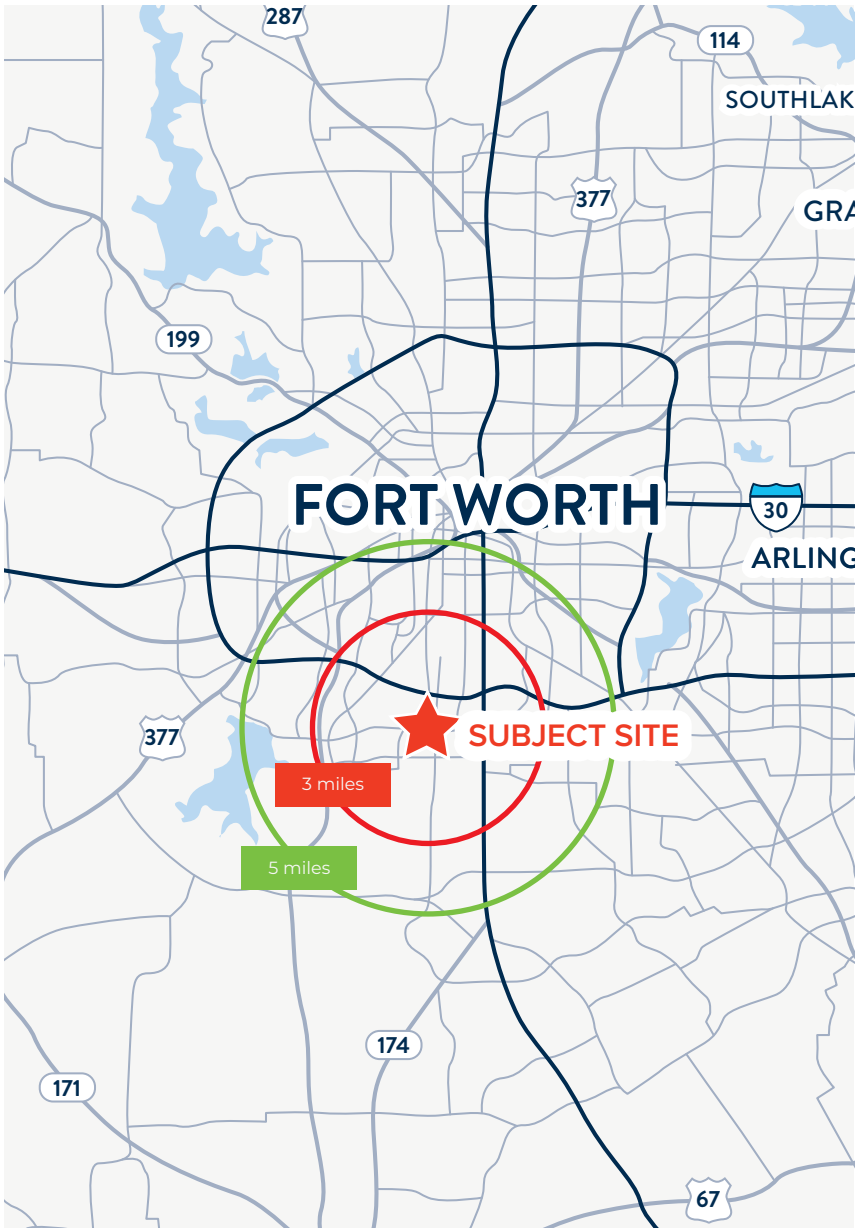 287
114
SOUTHLAK
377
GRA
199
FORT WORTH
30
ARLING
SUBJECT SITE
377
3 miles
5 miles
174
171
67